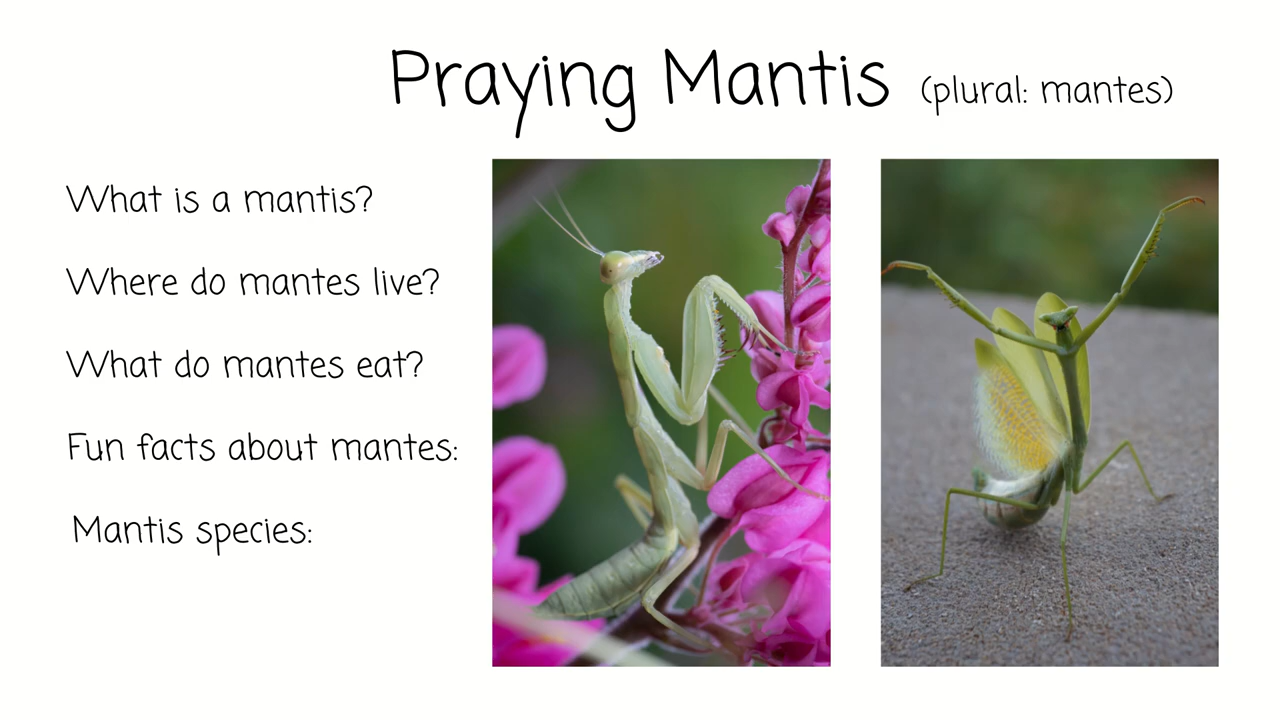 Praying Mantis (plural: mantes)
What is a mantis?
Where do mantes live?
What do mantes eat?
Fun facts about mantes:
Mantis species: